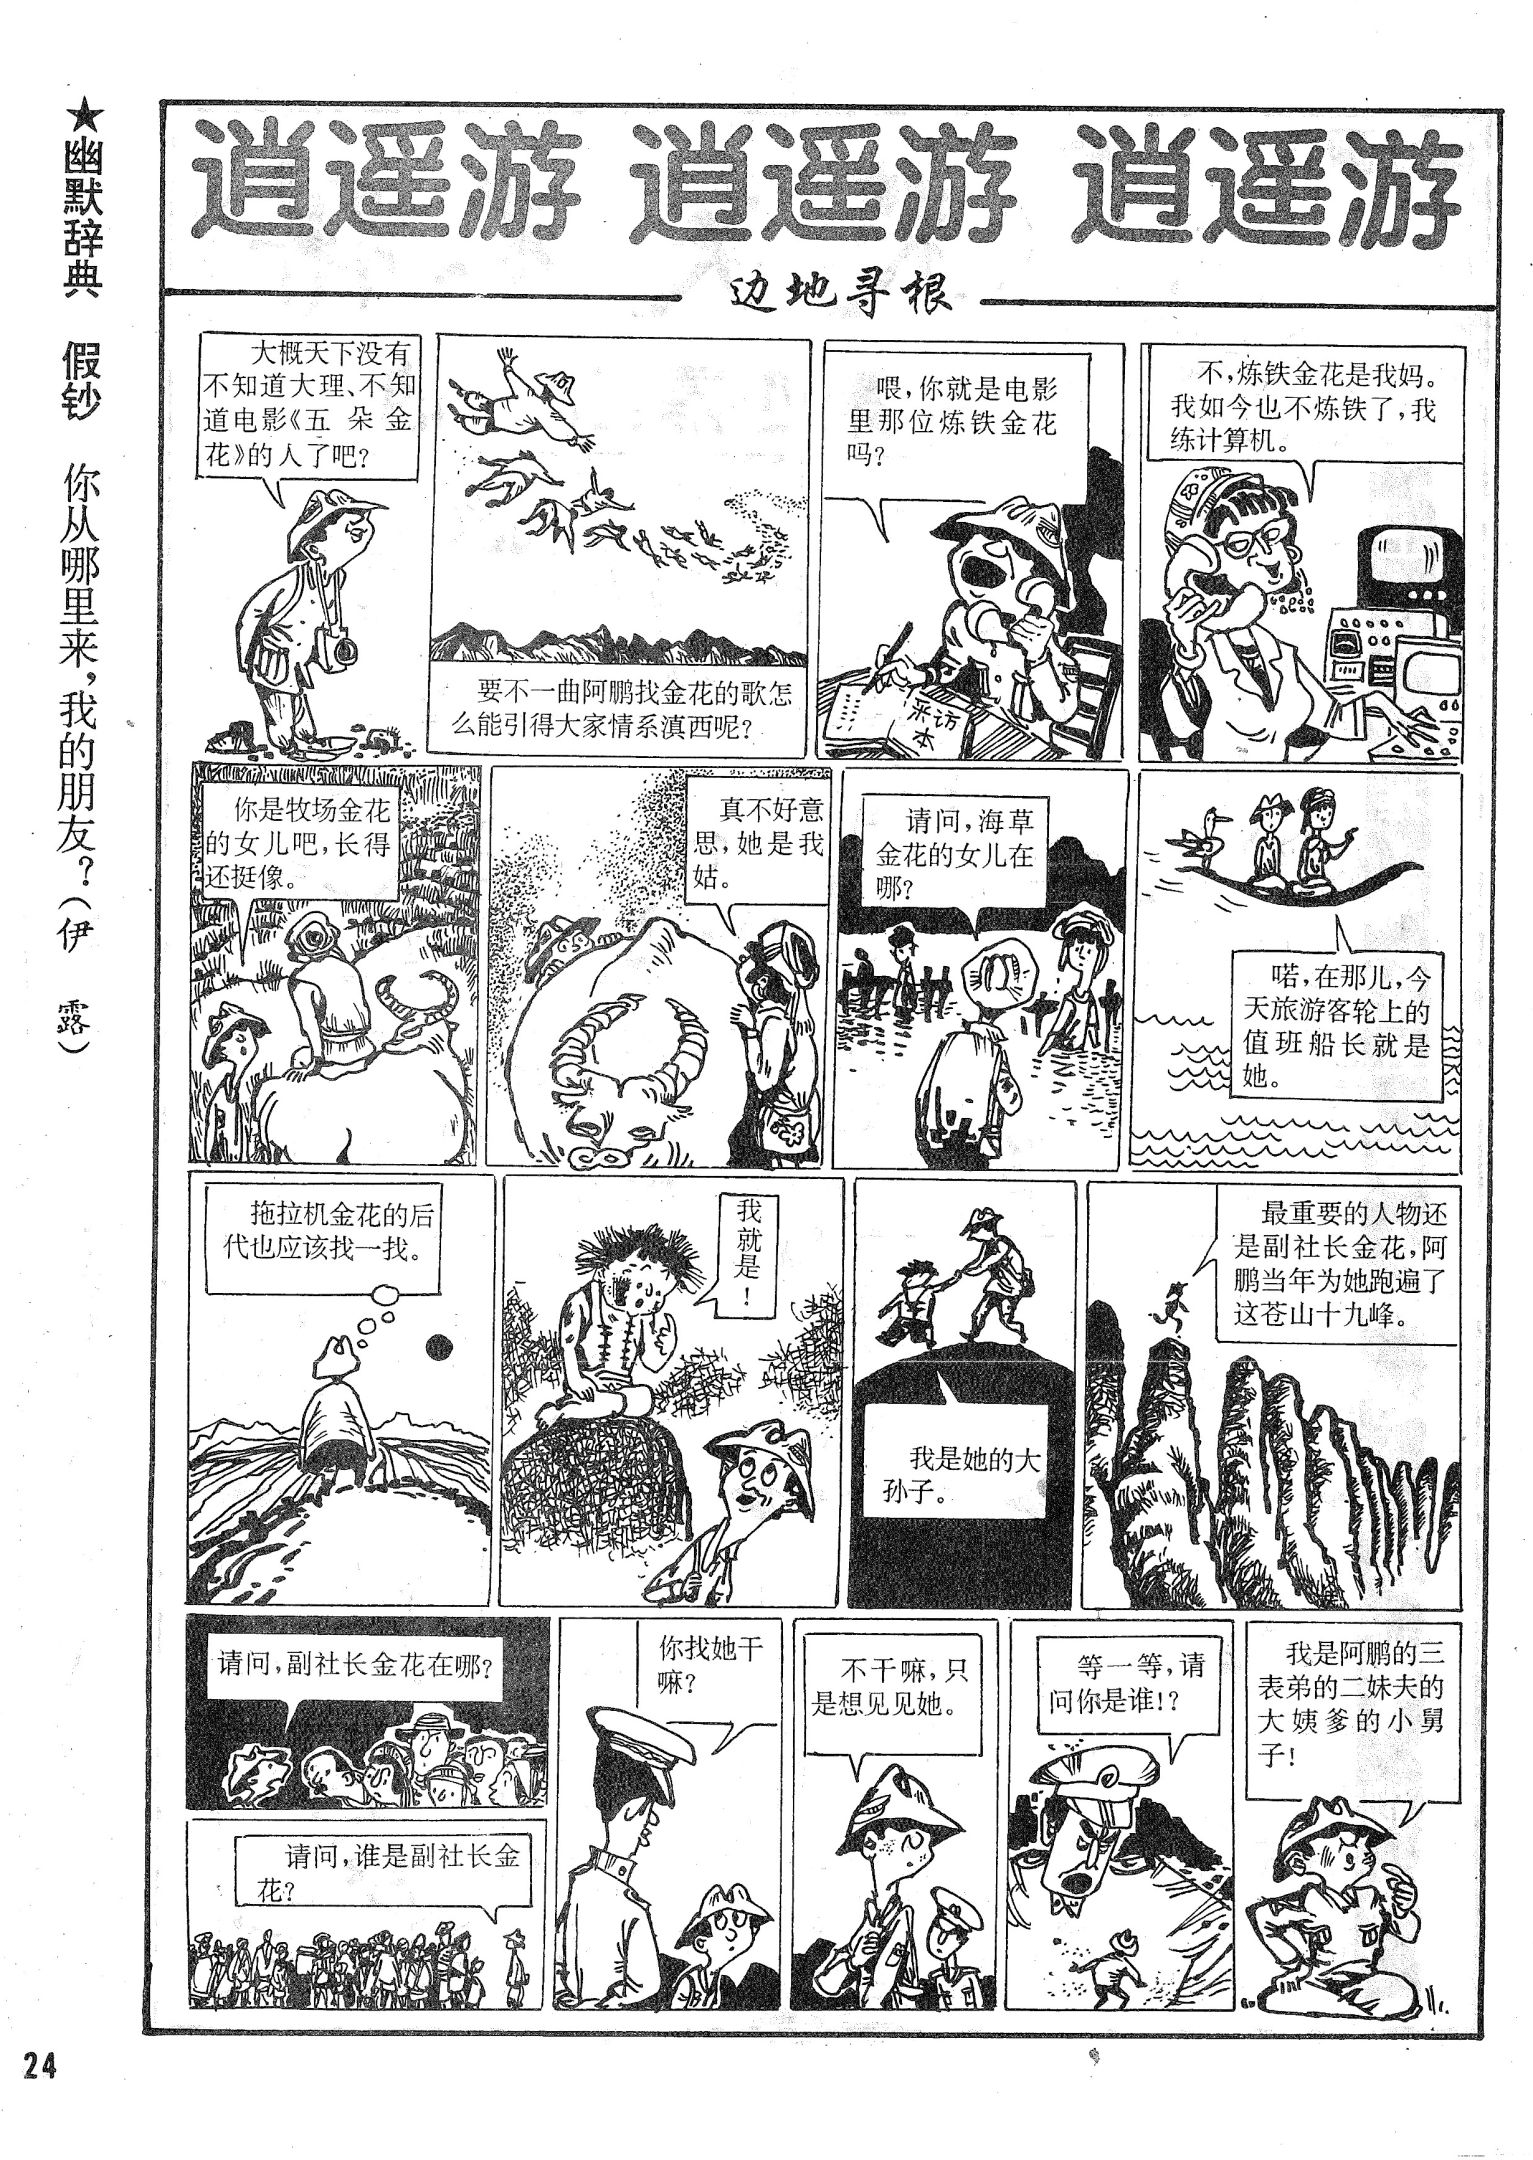 ★幽默辞典　假钞　你从哪里来，我的朋友？（伊　露）
逍遥游 逍遥游 逍遥游
边地寻根
大概天下没有
不知道大理、不知
道电影《五朵金
花》的人了吧？
要不一曲阿鹏找金花的歌怎
么能引得大家情系滇西呢？
喂，你就是电影
里那位炼铁金花
吗？
采访
本
不，炼铁金花是我妈。
我如今也不炼铁了，我
练计算机。
你是牧场金花
的女儿吧，长得
还挺像。
真不好意
思，她是我
姑。
请问，海草
金花的女儿在
哪？
喏，在那儿，今
天旅游客轮上的
值班船长就是
她。
拖拉机金花的后
代也应该找一找。
我就是！
我是她的大
孙子。
最重要的人物还
是副社长金花，阿
鹏当年为她跑遍了
这苍山十九峰。
请问，副社长金花在哪？
请问，谁是副社长金
花？
你找她干
嘛？
不干嘛，只
是想见见她。
等一等，请
问你是谁！？
我是阿鹏的三
表弟的二妹夫的
大姨爹的小舅
子！
24